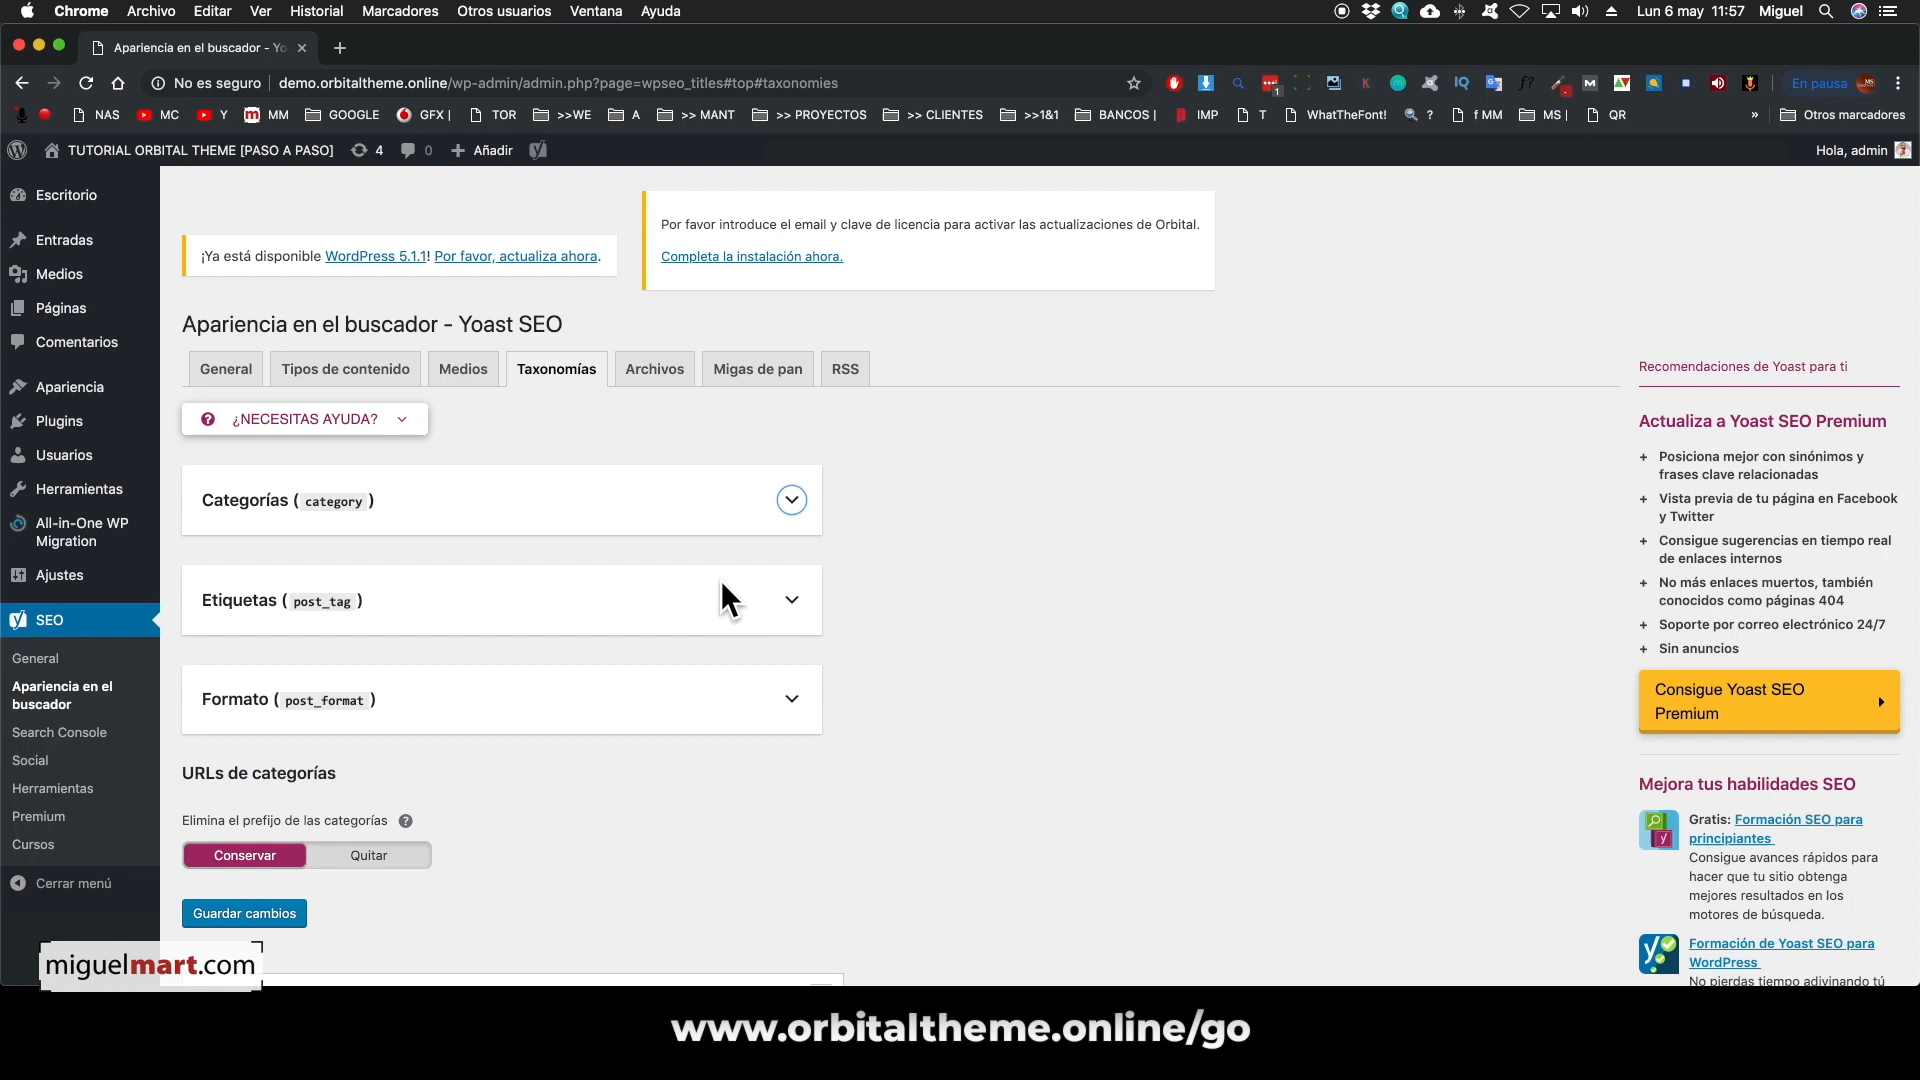 Chrome Archivo Editar Ver Historial Marcadores Otros usuarios Ventana Ayuda
Lun 6 may 11:57 Miguel
Apariencia en el buscador - Yo
No es seguro demo.orbitaltheme.online/wp-admin/admin.php?page=wpseo_titles#top#taxonomies
En pausa
NAS MC Y MM GOOGLE GFX | TOR >>WE A >> MANT >> PROYECTOS >> CLIENTES >>1&1 BANCOS | IMP T WhatTheFont! ? f MM MS | QR » Otros marcadores
TUTORIAL ORBITAL THEME [PASO A PASO] 4 0 Añadir
Hola, admin
Escritorio
Entradas
Medios
Páginas
Comentarios
Apariencia
Plugins
Usuarios
Herramientas
All-in-One WP
Migration
Ajustes
SEO
General
Apariencia en el
buscador
Search Console
Social
Herramientas
Premium
Cursos
Cerrar menú
¡Ya está disponible WordPress 5.1.1! Por favor, actualiza ahora.
Por favor introduce el email y clave de licencia para activar las actualizaciones de Orbital.
Completa la instalación ahora.
Apariencia en el buscador - Yoast SEO
General Tipos de contenido Medios Taxonomías Archivos Migas de pan RSS
¿NECESITAS AYUDA?
Categorías ( category )
Etiquetas ( post_tag )
Formato ( post_format )
URLs de categorías
Elimina el prefijo de las categorías ?
Conservar Quitar
Guardar cambios
Recomendaciones de Yoast para ti
Actualiza a Yoast SEO Premium
+ Posiciona mejor con sinónimos y
frases clave relacionadas
+ Vista previa de tu página en Facebook
y Twitter
+ Consigue sugerencias en tiempo real
de enlaces internos
+ No más enlaces muertos, también
conocidos como páginas 404
+ Soporte por correo electrónico 24/7
+ Sin anuncios
Consigue Yoast SEO
Premium
Mejora tus habilidades SEO
Gratis: Formación SEO para
principiantes
Consigue avances rápidos para
hacer que tu sitio obtenga
mejores resultados en los
motores de búsqueda.
Formación de Yoast SEO para
WordPress
No pierdas tiempo adivinando tú
miguelmart.com
www.orbitaltheme.online/go